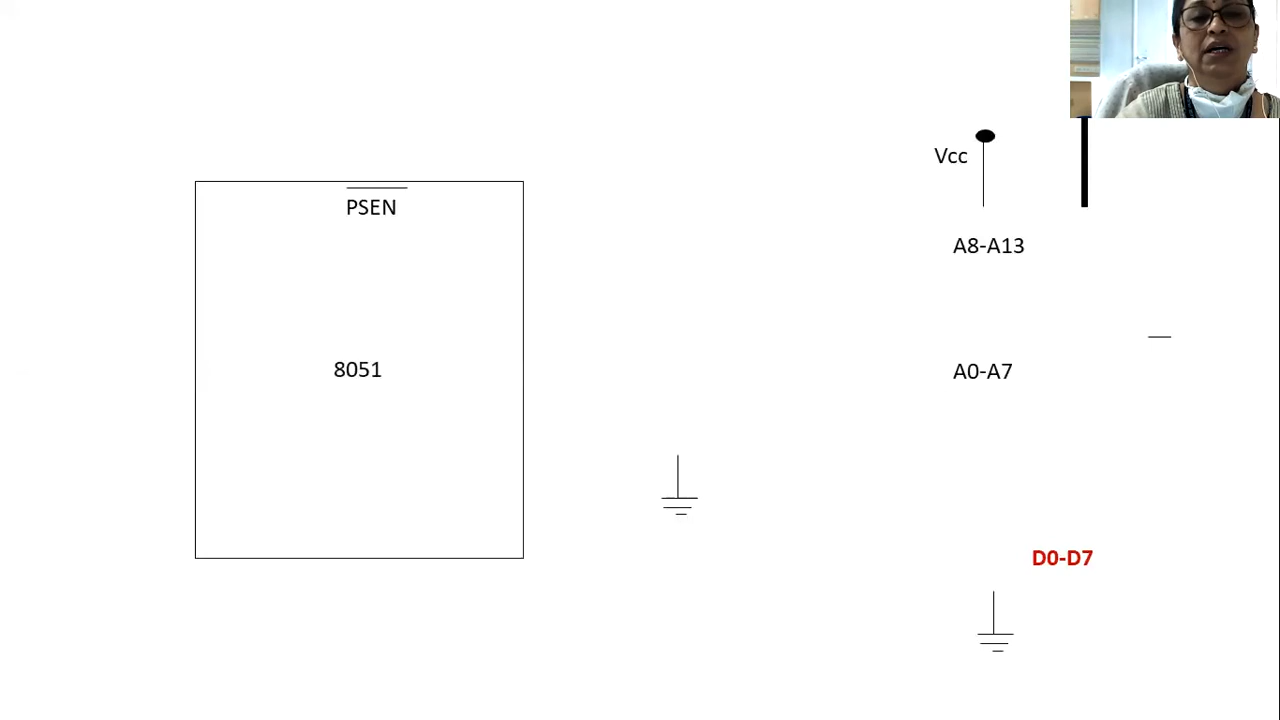 Vcc
PSEN
A8-A13
8051
A0-A7
D0-D7